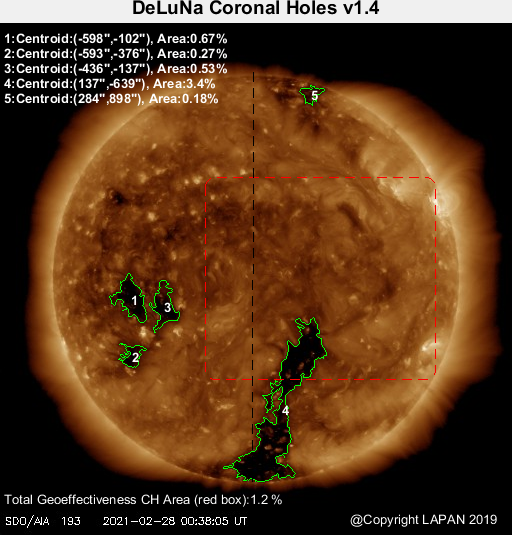 DeLuNa Coronal Holes v1.4
1:Centroid:(-598",-102"), Area:0.67%
2:Centroid:(-593",-376"), Area:0.27%
3:Centroid:(-436",-137"), Area:0.53%
4:Centroid:(137",-639"), Area:3.4%
5:Centroid:(284",898"), Area:0.18%
5
1
3
2
4
Total Geoeffectiveness CH Area (red box):1.2 %
SDO/AIA 193 2021-02-28 00:38:05 UT
@Copyright LAPAN 2019